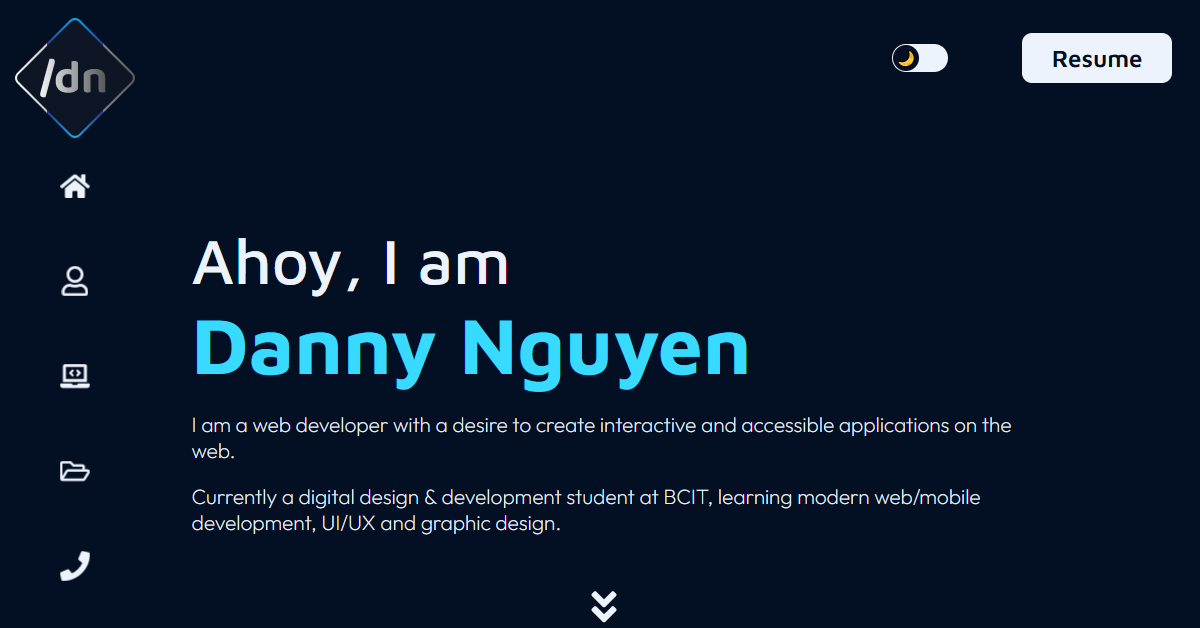 /dn
Resume
Ahoy, I am
Danny Nguyen
I am a web developer with a desire to create interactive and accessible applications on the
web.
Currently a digital design & development student at BCIT, learning modern web/mobile
development, UI/UX and graphic design.